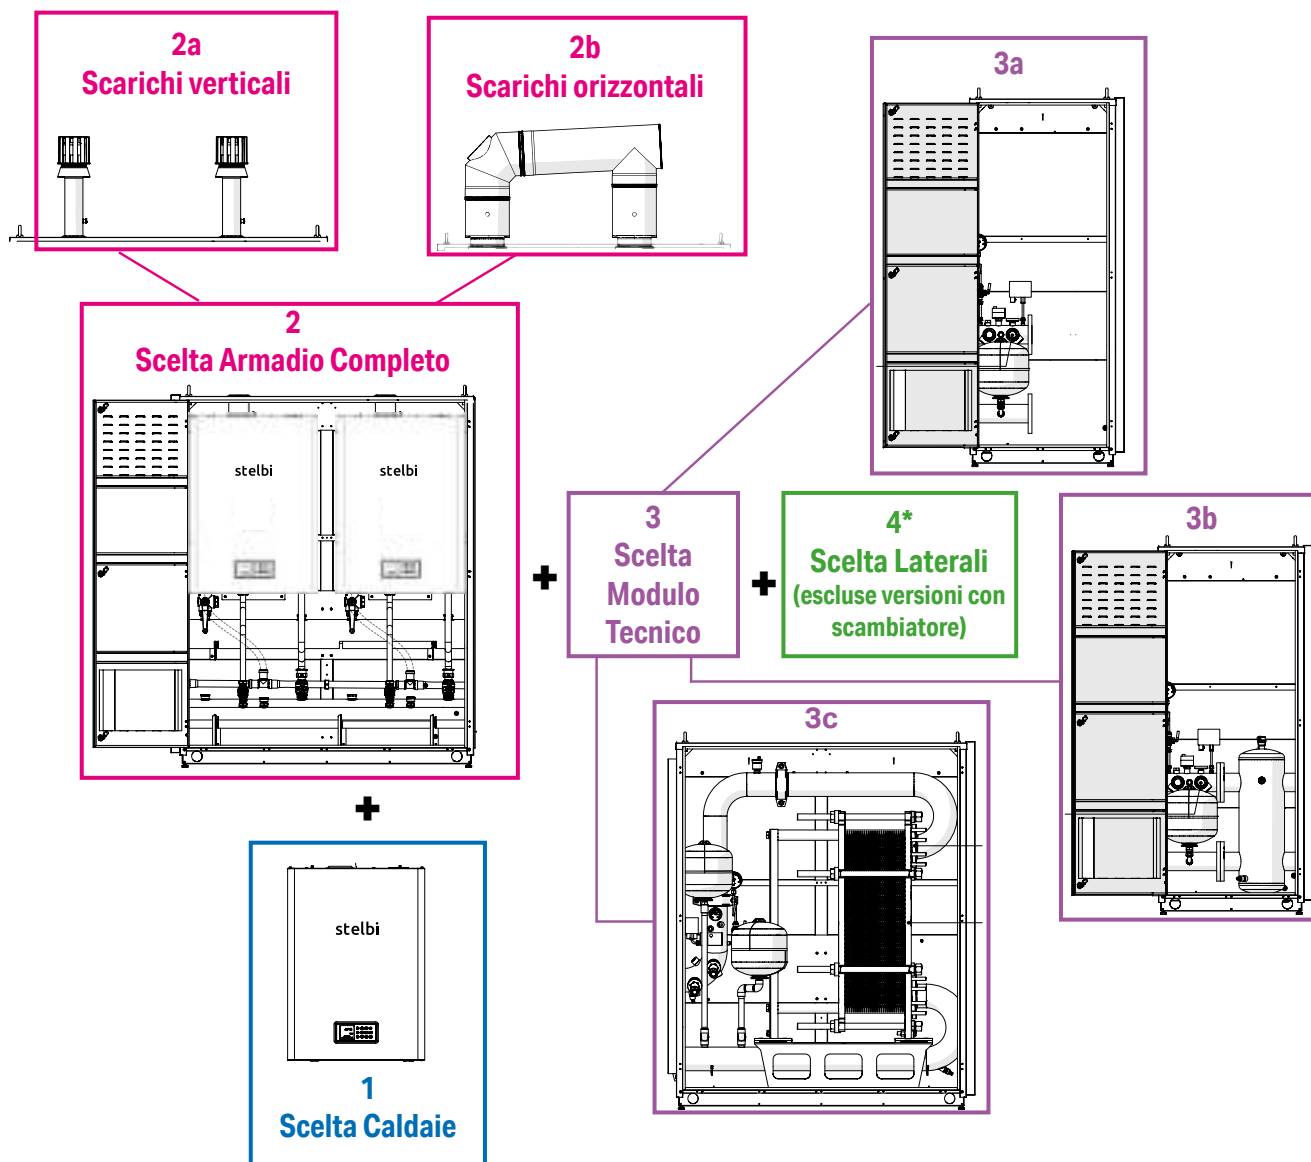 2a
Scarichi verticali
2b
Scarichi orizzontali
3a
2
Scelta Armadio Completo
stelbi
stelbi
+
3
Scelta
Modulo
Tecnico
+
4*
Scelta Laterali
(escluse versioni con
scambiatore)
3b
3c
+
stelbi
1
Scelta Caldaie